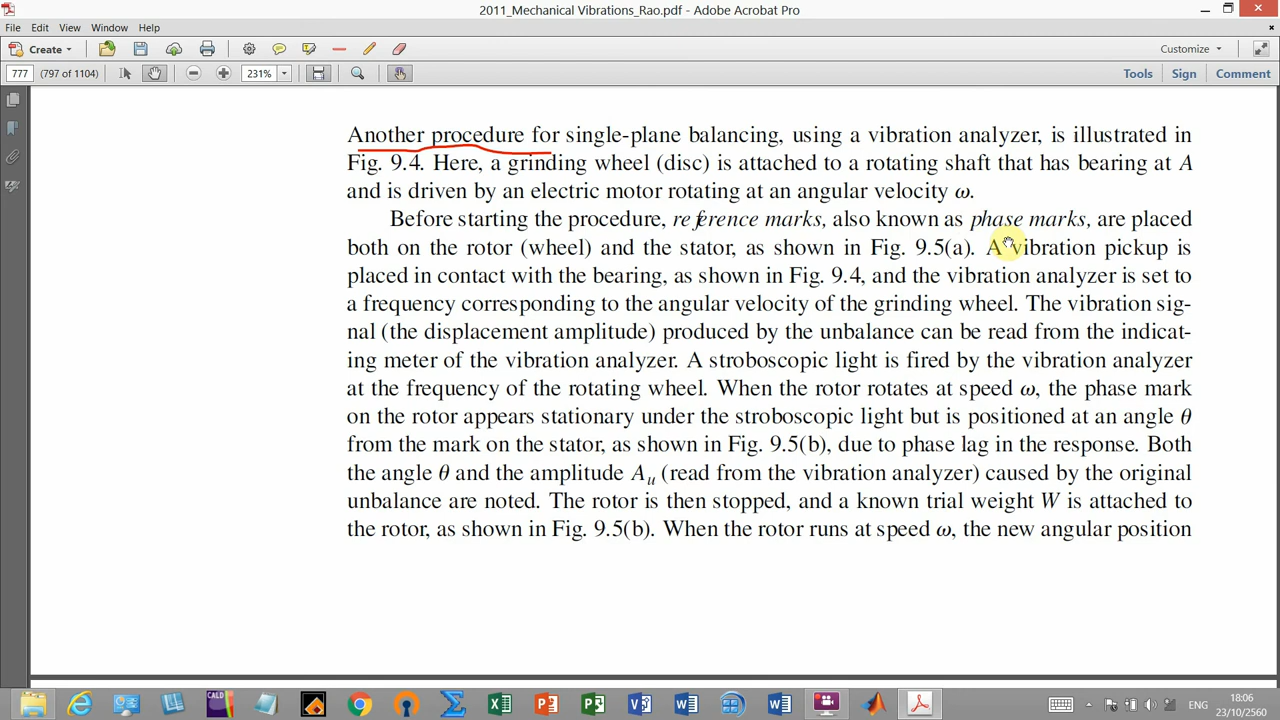 2011_Mechanical Vibrations_Rao.pdf - Adobe Acrobat Pro
File Edit View Window Help
Create Customize
777 (797 of 1104) 231% Tools Sign Comment
Another procedure for single-plane balancing, using a vibration analyzer, is illustrated in
Fig. 9.4. Here, a grinding wheel (disc) is attached to a rotating shaft that has bearing at A
and is driven by an electric motor rotating at an angular velocity ω.
Before starting the procedure, reference marks, also known as phase marks, are placed
both on the rotor (wheel) and the stator, as shown in Fig. 9.5(a). A vibration pickup is
placed in contact with the bearing, as shown in Fig. 9.4, and the vibration analyzer is set to
a frequency corresponding to the angular velocity of the grinding wheel. The vibration sig-
nal (the displacement amplitude) produced by the unbalance can be read from the indicat-
ing meter of the vibration analyzer. A stroboscopic light is fired by the vibration analyzer
at the frequency of the rotating wheel. When the rotor rotates at speed ω, the phase mark
on the rotor appears stationary under the stroboscopic light but is positioned at an angle θ
from the mark on the stator, as shown in Fig. 9.5(b), due to phase lag in the response. Both
the angle θ and the amplitude Aᵤ (read from the vibration analyzer) caused by the original
unbalance are noted. The rotor is then stopped, and a known trial weight W is attached to
the rotor, as shown in Fig. 9.5(b). When the rotor runs at speed ω, the new angular position
CALD
ENG
18:06
23/10/2560